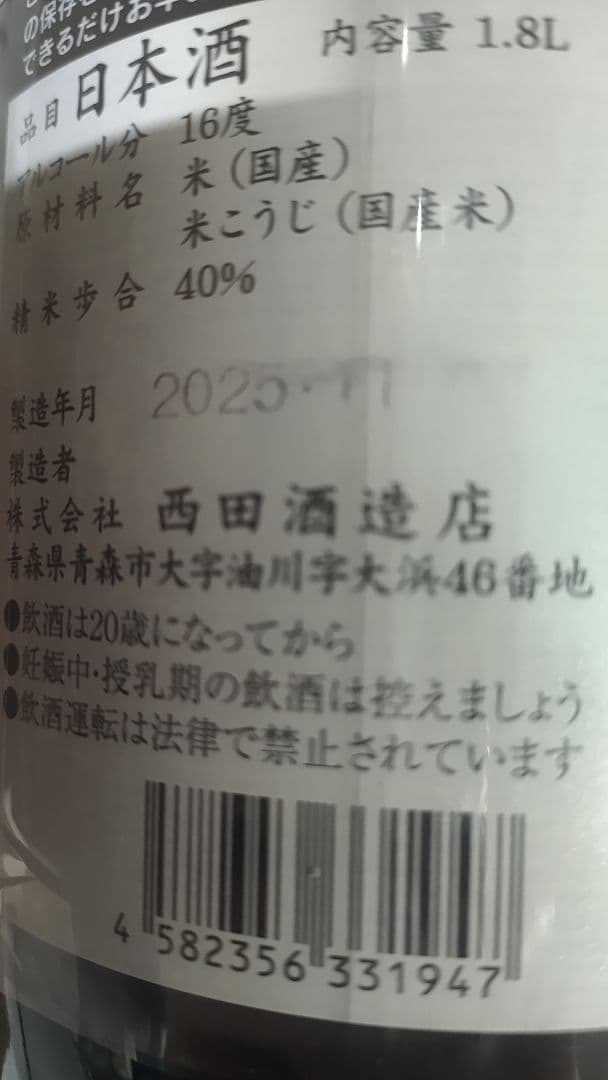 の保存
できるだけお早
内容量 1.8L
品目 日本酒
アルコール分 16度
原材料名 米（国産）
米こうじ（国産米）
精米歩合 40%
製造年月 2025.11
製造者
株式会社 西田酒造店
青森県青森市大字油川字大浜46番地
●飲酒は20歳になってから
●妊娠中・授乳期の飲酒は控えましょう
●飲酒運転は法律で禁止されています
4 582356 331947